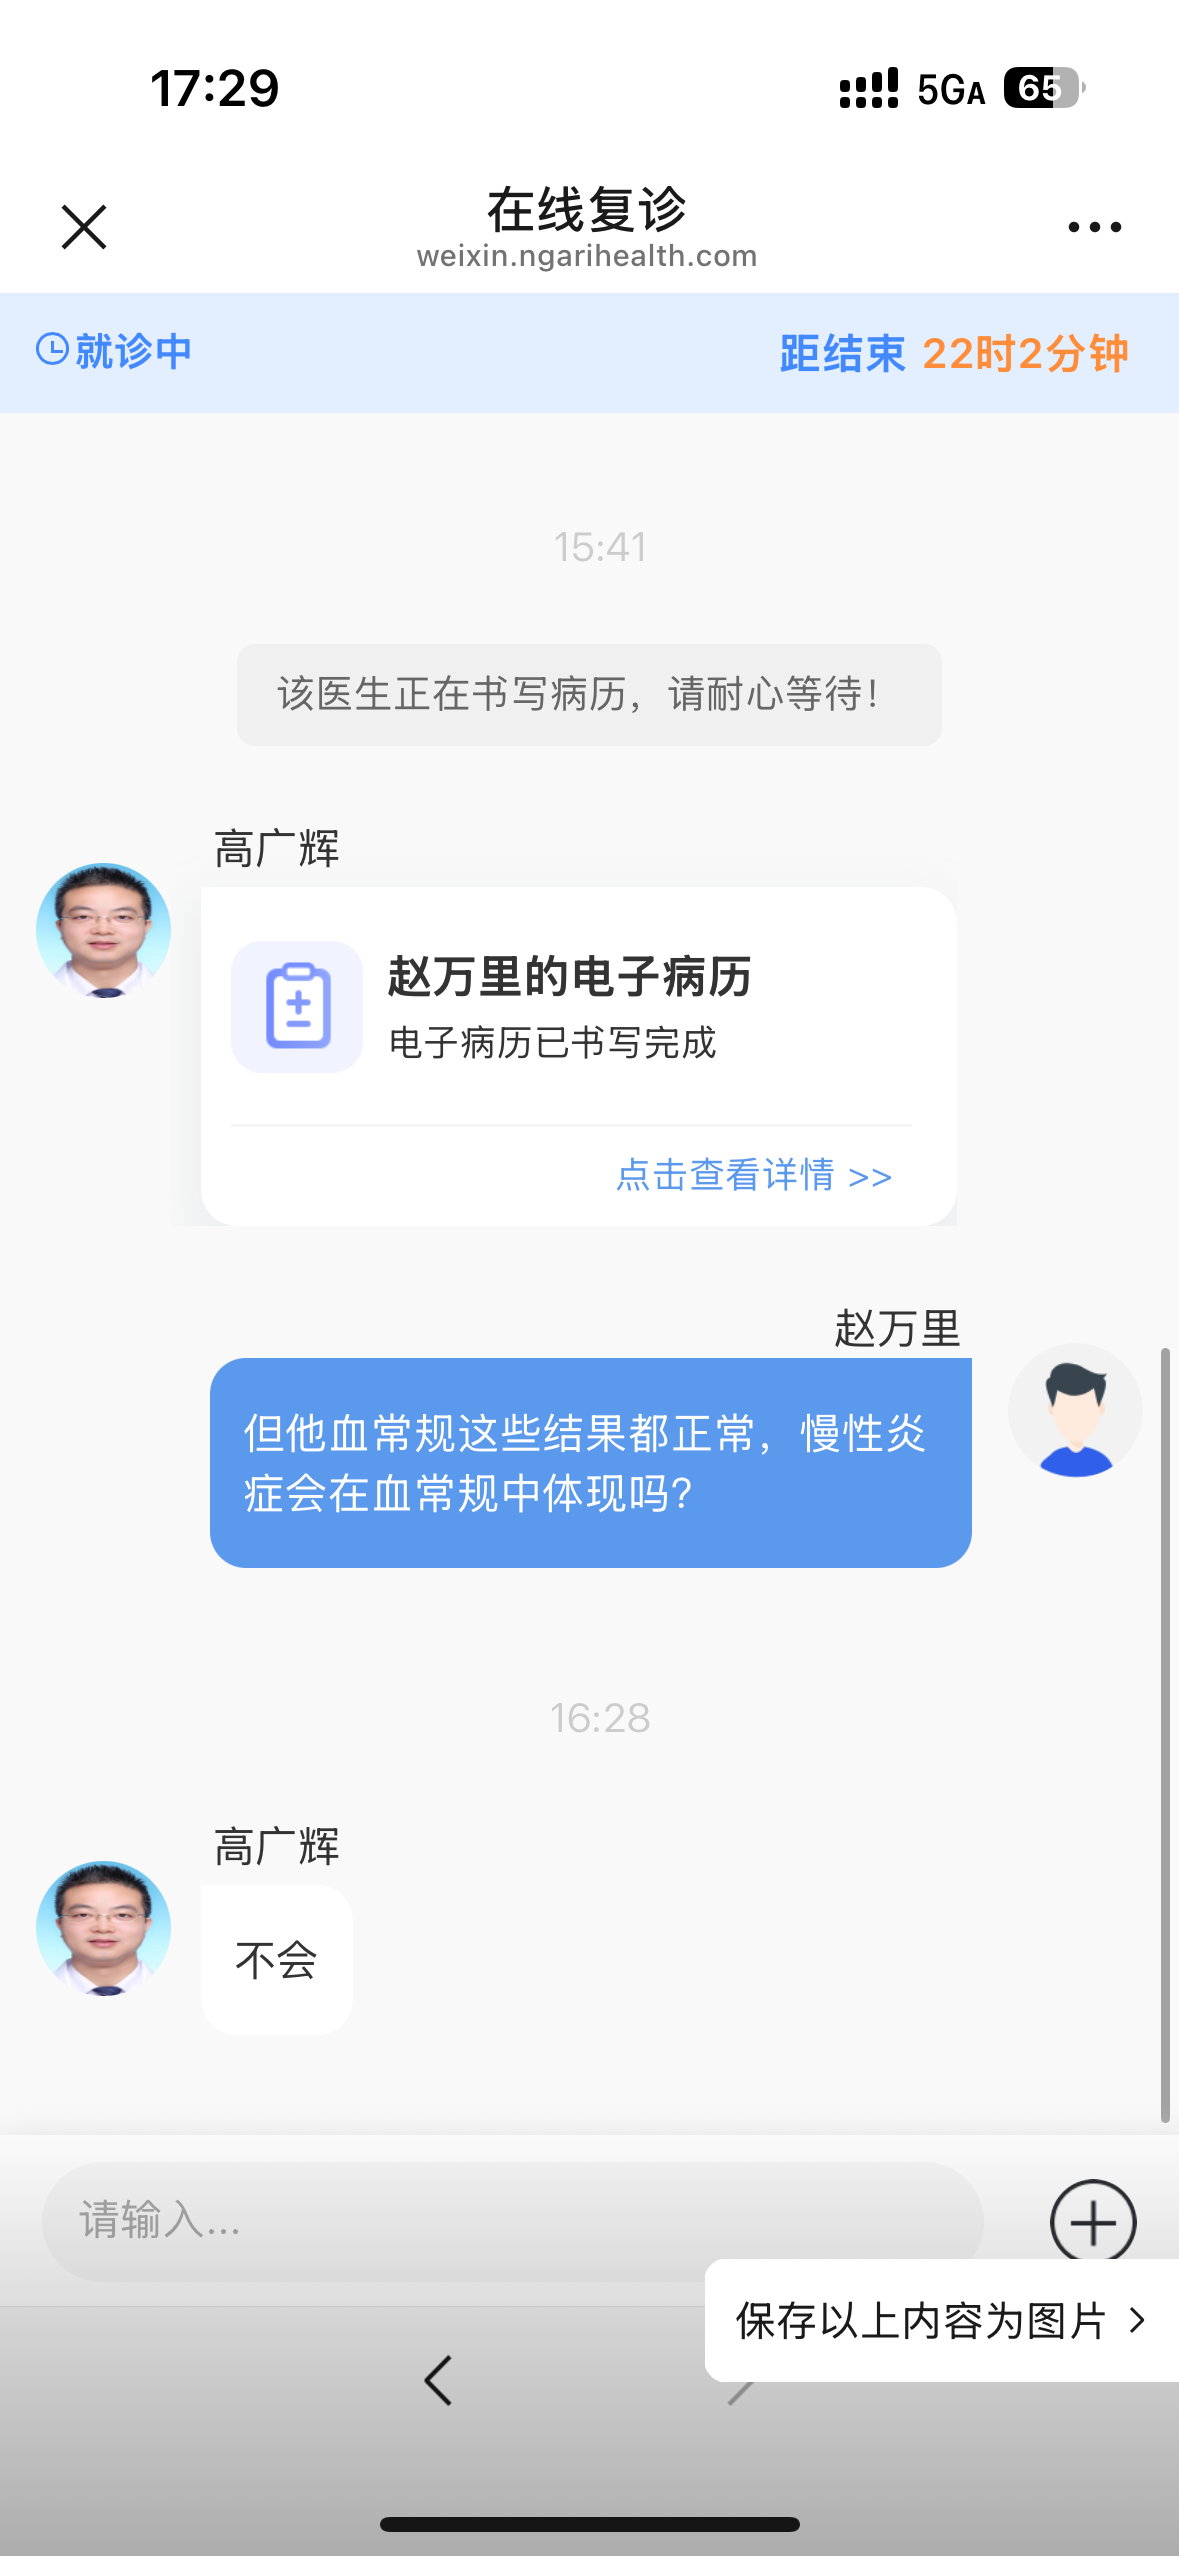 17:29
5GA
65
在线复诊
weixin.ngarihealth.com
就诊中
距结束 22时2分钟
15:41
该医生正在书写病历，请耐心等待！
高广辉
赵万里的电子病历
电子病历已书写完成
点击查看详情 >>
赵万里
但他血常规这些结果都正常，慢性炎
症会在血常规中体现吗？
16:28
高广辉
不会
请输入...
保存以上内容为图片